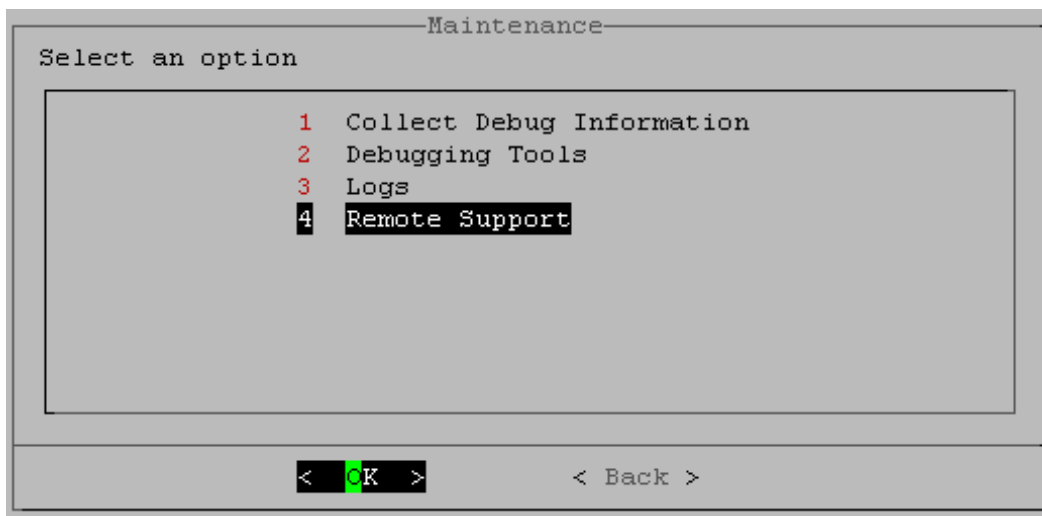 Maintenance
Select an option
1 Collect Debug Information
2 Debugging Tools
3 Logs
4 Remote Support
< OK > < Back >